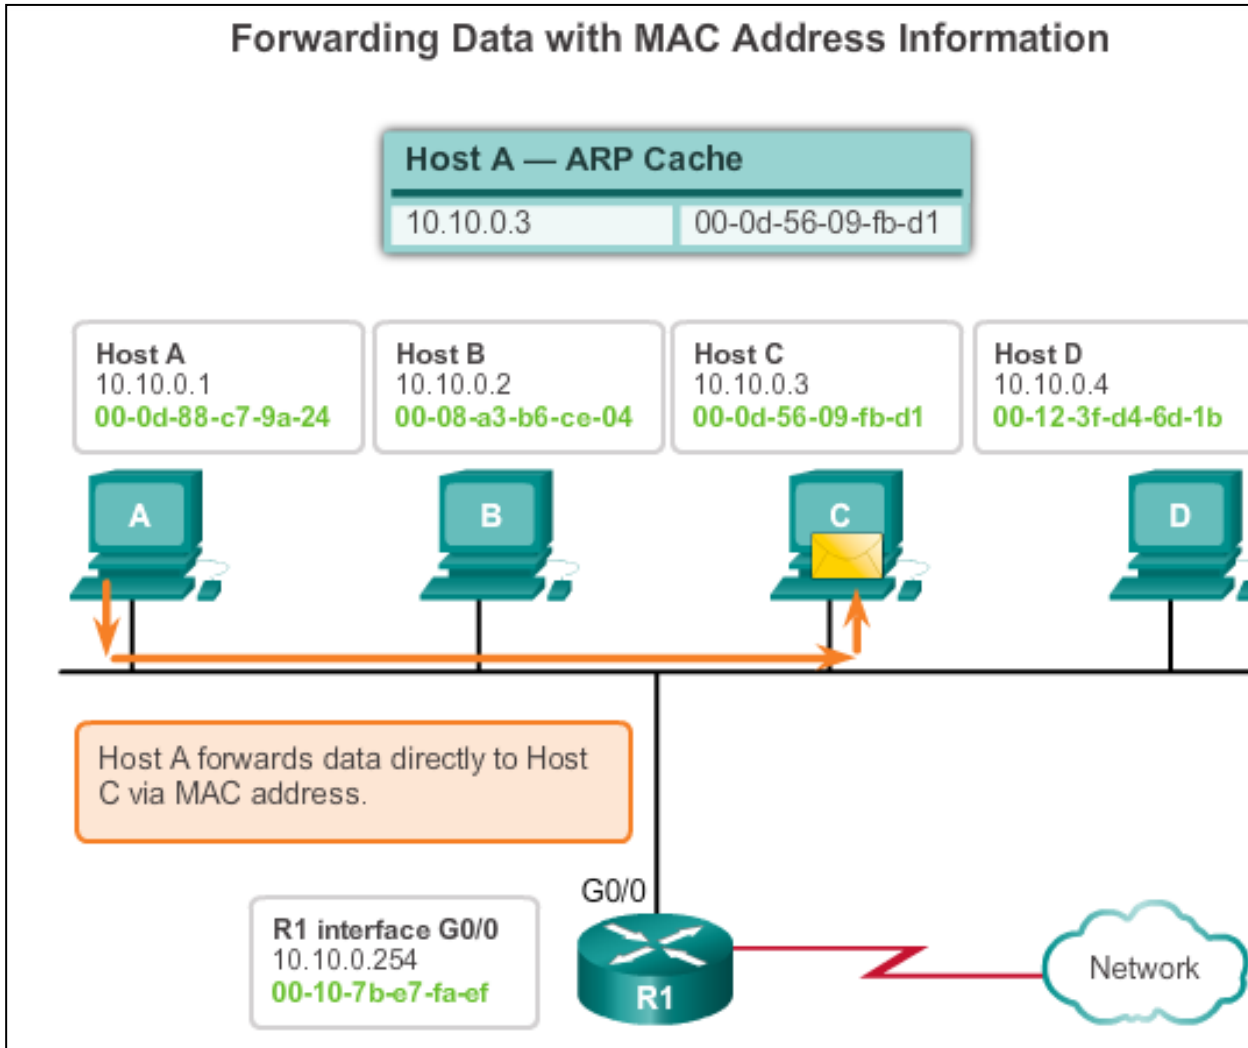 Forwarding Data with MAC Address Information
Host A — ARP Cache
10.10.0.3 00-0d-56-09-fb-d1
Host A
10.10.0.1
00-0d-88-c7-9a-24
Host B
10.10.0.2
00-08-a3-b6-ce-04
Host C
10.10.0.3
00-0d-56-09-fb-d1
Host D
10.10.0.4
00-12-3f-d4-6d-1b
A
B
C
D
Host A forwards data directly to Host
C via MAC address.
G0/0
R1 interface G0/0
10.10.0.254
00-10-7b-e7-fa-ef
R1
Network